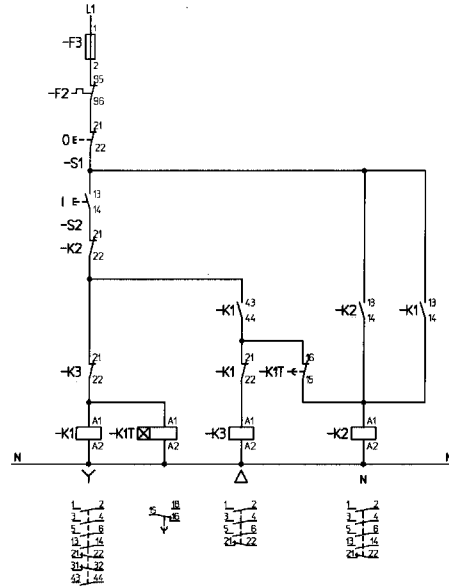 L1
1
-F3
2
95
-F2
96
21
O E
22
-S1
13
I E
14
-S2
21
-K2
22
43
-K1
44
13
-K2
14
13
-K1
14
21
-K3
22
21
-K1
22
16
-K1T
15
A1
-K1
A2
A1
-K1T
A2
A1
-K3
A2
A1
-K2
A2
N
N
Y
Δ
N
1 2
3 4
5 6
13 14
21 22
31 32
43 44
18
15 16
1 2
3 4
5 6
21 22
1 2
3 4
5 6
13 14
21 22